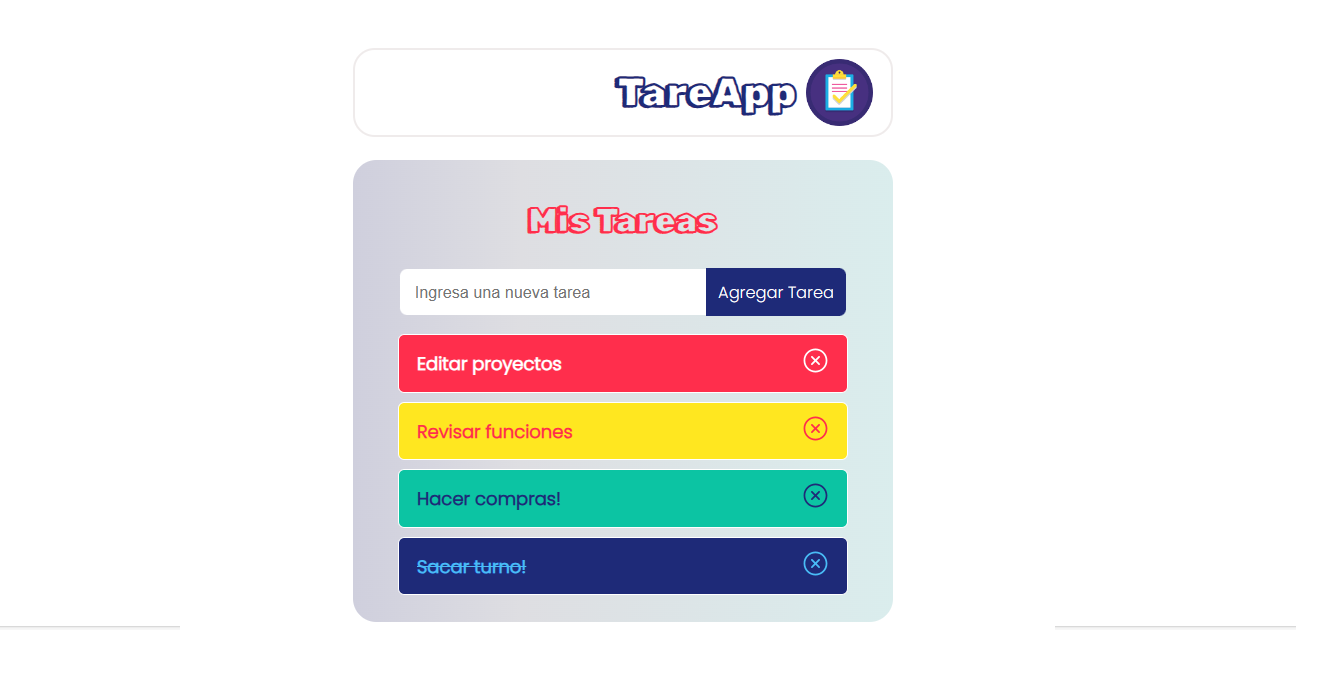 TareApp
Mis Tareas
Ingresa una nueva tarea
Agregar Tarea
Editar proyectos
Revisar funciones
Hacer compras!
Sacar turno!